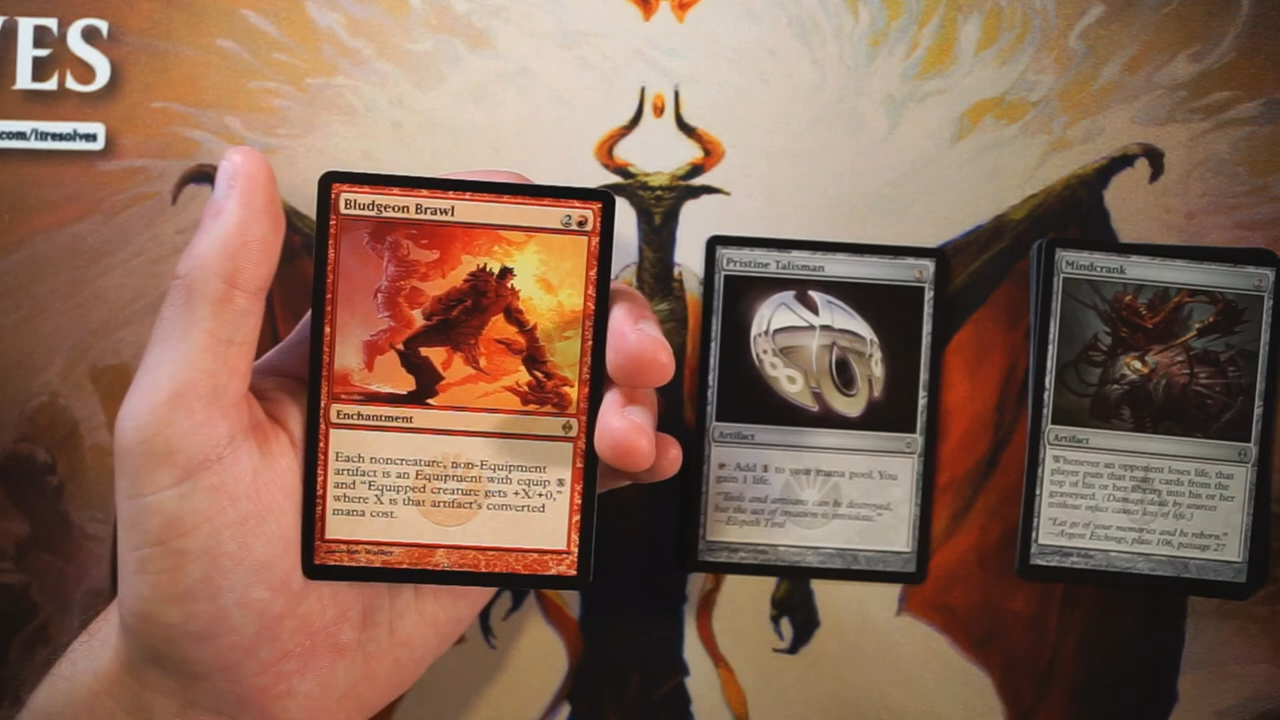 VES
.com/itresolves
Bludgeon Brawl
2
Enchantment
Each noncreature, non-Equipment
artifact is an Equipment with equip X
and “Equipped creature gets +X/+0,”
where X is that artifact's converted
mana cost.
Walker
Pristine Talisman
3
Artifact
: Add 1 to your mana pool. You
gain 1 life.
“Tools and artisans can be destroyed,
but the act of creation is inviolate.”
—Elspeth Tirel
Mindcrank
2
Artifact
Whenever an opponent loses life, that
player puts that many cards from the
top of his or her library into his or her
graveyard. (Damage dealt by sources
without infect causes loss of life.)
“Let go of your memories and be reborn.”
—Argent Etchings, plate 106, passage 27